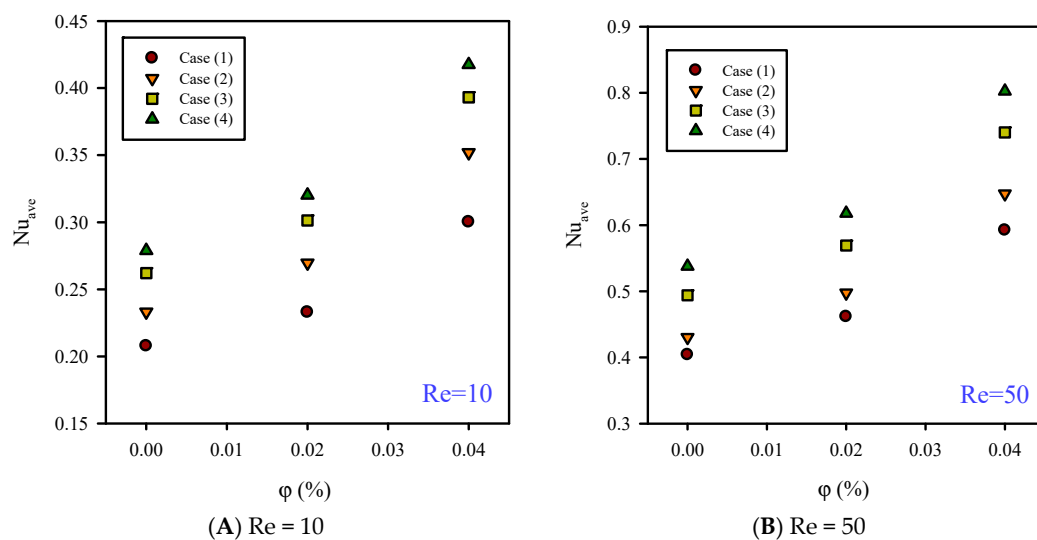 0.45
0.40
0.35
0.30
0.25
0.20
0.15
Nu_ave
Case (1)
Case (2)
Case (3)
Case (4)
Re=10
0.00 0.01 0.02 0.03 0.04
φ (%)
(A) Re = 10
0.9
0.8
0.7
0.6
0.5
0.4
0.3
Nu_ave
Case (1)
Case (2)
Case (3)
Case (4)
Re=50
0.00 0.01 0.02 0.03 0.04
φ (%)
(B) Re = 50